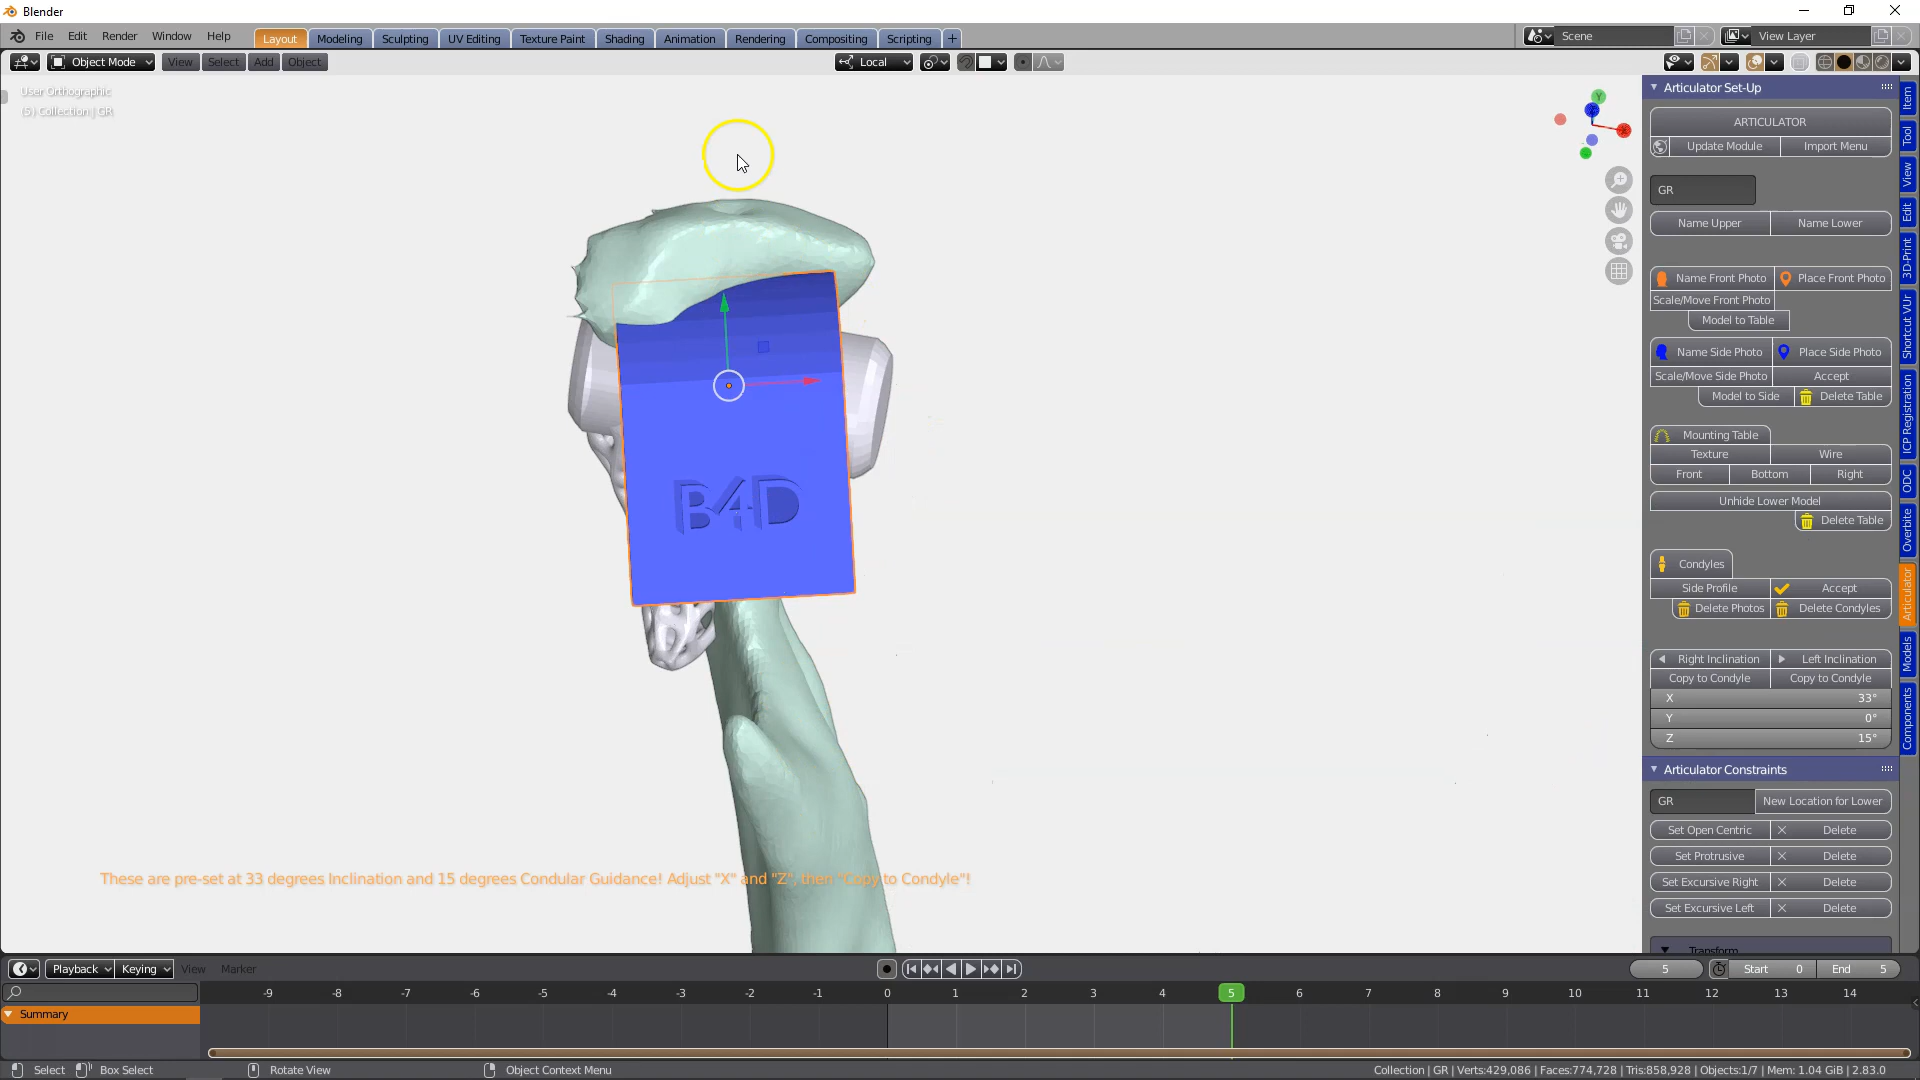 Blender
File Edit Render Window Help
Layout Modeling Sculpting UV Editing Texture Paint Shading Animation Rendering Compositing Scripting +
Scene
View Layer
Object Mode View Select Add Object
Local
User Orthographic
(5) Collection | GR
Y
X
B4D
These are pre-set at 33 degrees Inclination and 15 degrees Condular Guidance! Adjust "X" and "Z", then "Copy to Condyle"!
Articulator Set-Up
ARTICULATOR
Update Module Import Menu
GR
Name Upper Name Lower
Name Front Photo Place Front Photo
Scale/Move Front Photo
Model to Table
Name Side Photo Place Side Photo
Scale/Move Side Photo Accept
Model to Side Delete Table
Mounting Table
Texture Wire
Front Bottom Right
Unhide Lower Model
Delete Table
Condyles
Side Profile Accept
Delete Photos Delete Condyles
Right Inclination Left Inclination
Copy to Condyle Copy to Condyle
X 33°
Y 0°
Z 15°
Articulator Constraints
GR New Location for Lower
Set Open Centric Delete
Set Protrusive Delete
Set Excursive Right Delete
Set Excursive Left Delete
Transform
Item
Tool
View
Edit
3D-Print
Shortcut VUr
ICP Registration
ODC
Overbite
Articulator
Models
Components
Playback Keying View Marker
5 Start 0 End 5
-9 -8 -7 -6 -5 -4 -3 -2 -1 0 1 2 3 4 5 6 7 8 9 10 11 12 13 14
Summary
Select Box Select Rotate View Object Context Menu
Collection | GR | Verts:429,086 | Faces:774,728 | Tris:858,928 | Objects:1/7 | Mem: 1.04 GiB | 2.83.0